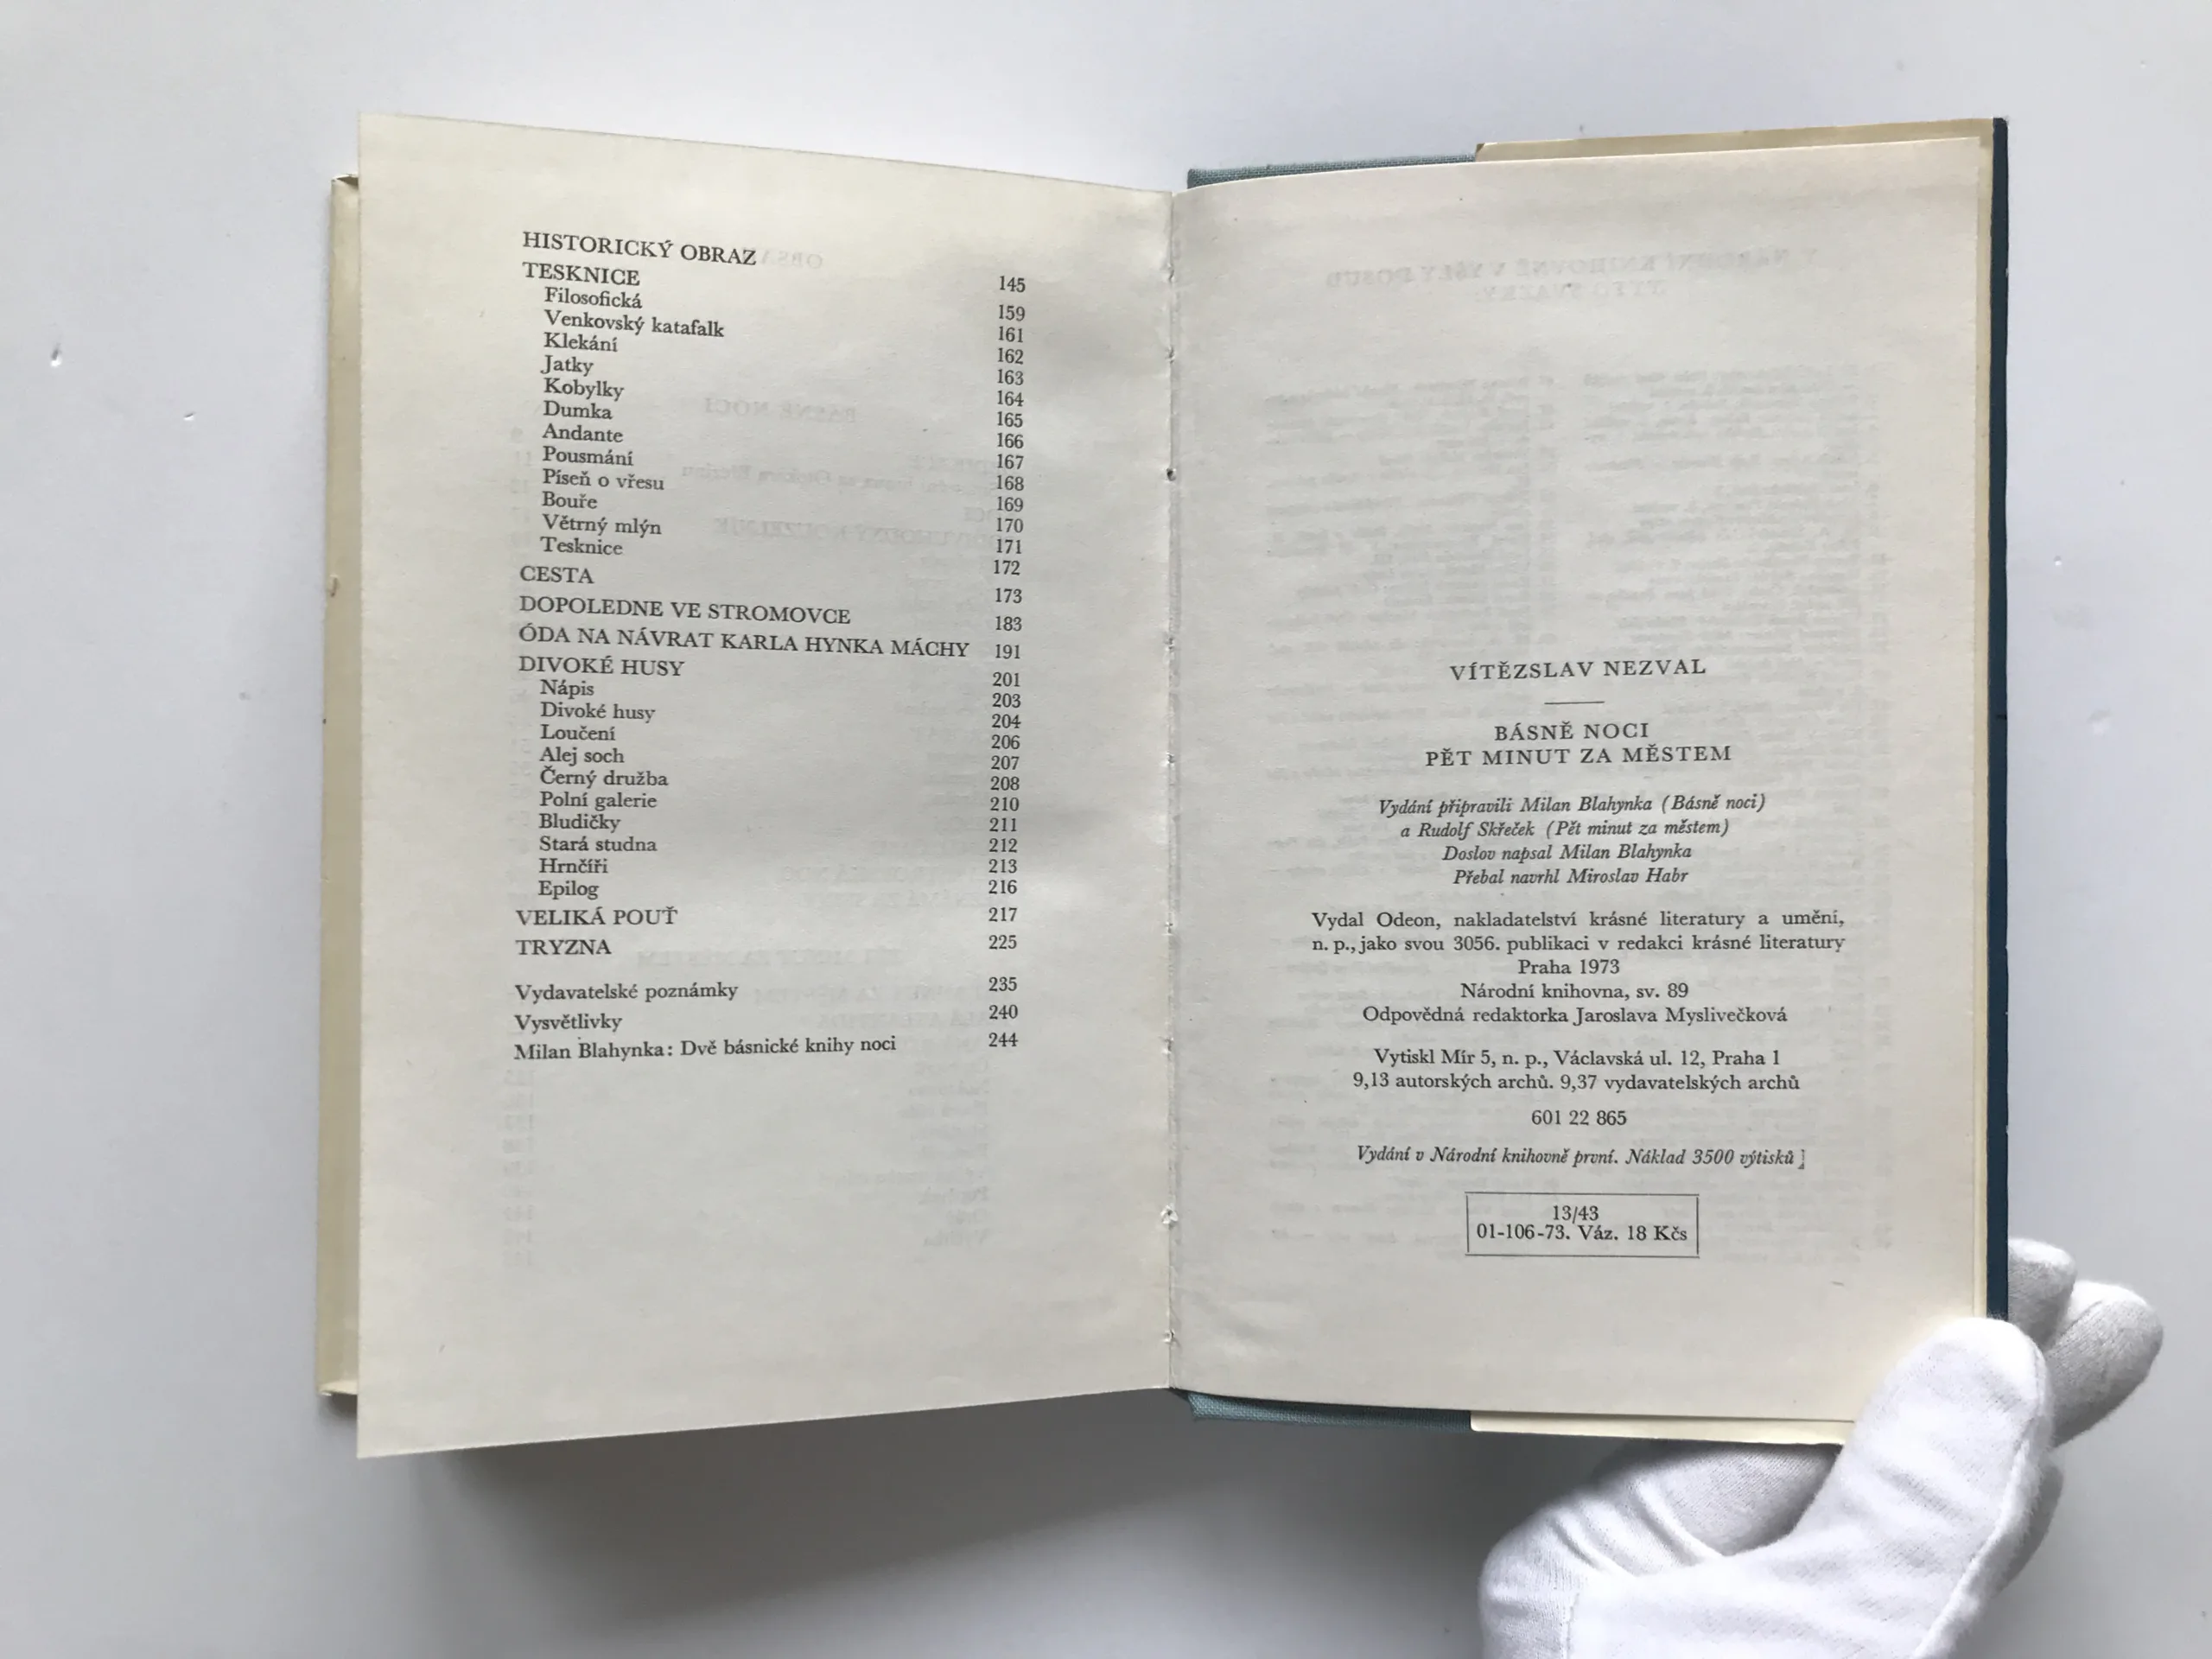 HISTORICKÝ OBRAZ 145
TESKNICE 159
Filosofická 161
Venkovský katafalk 162
Klekání 163
Jatky 164
Kobylky 165
Dumka 166
Andante 167
Pousmání 168
Píseň o vřesu 169
Bouře 170
Větrný mlýn 171
Tesknice 172
CESTA 173
DOPOLEDNE VE STROMOVCE 183
ÓDA NA NÁVRAT KARLA HYNKA MÁCHY 191
DIVOKÉ HUSY 201
Nápis 203
Divoké husy 204
Loučení 206
Alej soch 207
Černý družba 208
Polní galerie 210
Bludičky 211
Stará studna 212
Hrnčíři 213
Epilog 216
VELIKÁ POUŤ 217
TRYZNA 225
Vydavatelské poznámky 235
Vysvětlivky 240
Milan Blahynka: Dvě básnické knihy noci 244
VÍTĚZSLAV NEZVAL
BÁSNĚ NOCI
PĚT MINUT ZA MĚSTEM
Vydání připravili Milan Blahynka (Básně noci)
a Rudolf Skřeček (Pět minut za městem)
Doslov napsal Milan Blahynka
Přebal navrhl Miroslav Habr
Vydal Odeon, nakladatelství krásné literatury a umění,
n. p., jako svou 3056. publikaci v redakci krásné literatury
Praha 1973
Národní knihovna, sv. 89
Odpovědná redaktorka Jaroslava Myslivečková
Vytiskl Mír 5, n. p., Václavská ul. 12, Praha 1
9,13 autorských archů. 9,37 vydavatelských archů
601 22 865
Vydání v Národní knihovně první. Náklad 3500 výtisků
13/43
01-106-73. Váz. 18 Kčs